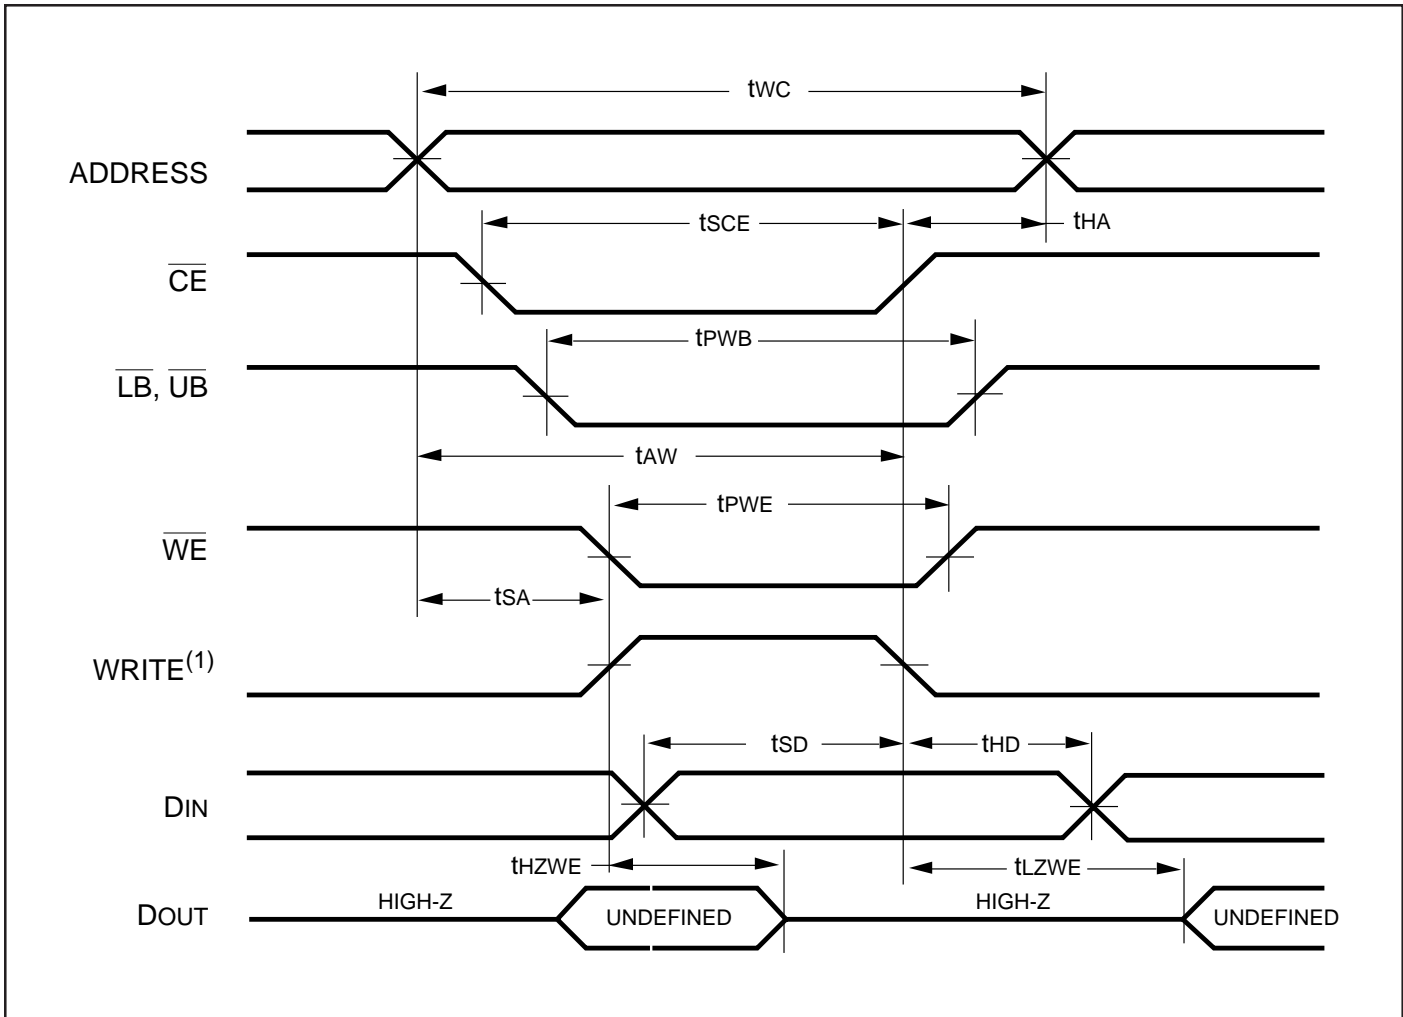 tWC
ADDRESS
tSCE
tHA
CE
tPWB
LB, UB
tAW
tPWE
WE
tSA
WRITE(1)
tSD
tHD
DIN
tHZWE
tLZWE
HIGH-Z
HIGH-Z
DOUT
UNDEFINED
UNDEFINED